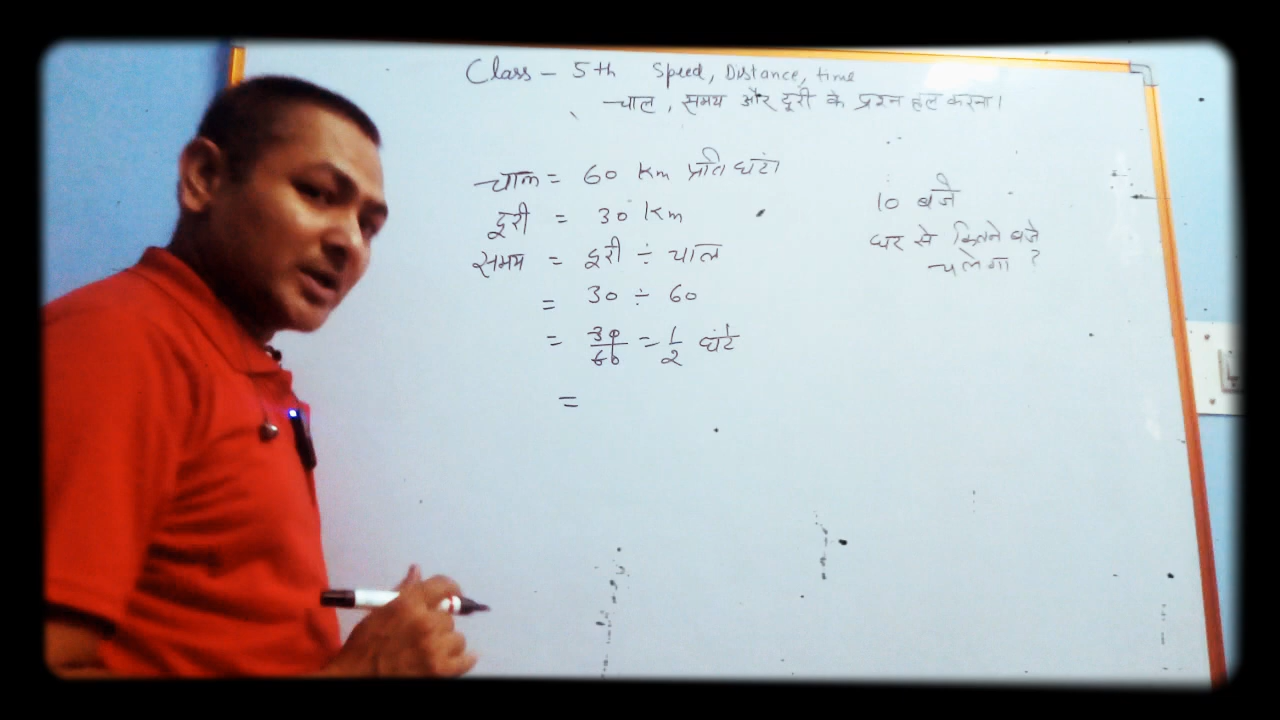 Class - 5th Speed, Distance, time
चाल, समय और दूरी के प्रश्न हल करना।
चाल = 60 Km प्रति घंटा
दूरी = 30 Km
समय = दूरी ÷ चाल
= 30 ÷ 60
= 30/60 = 1/2 घंटे
=
10 बजे
घर से कितने बजे
चलेगा ?